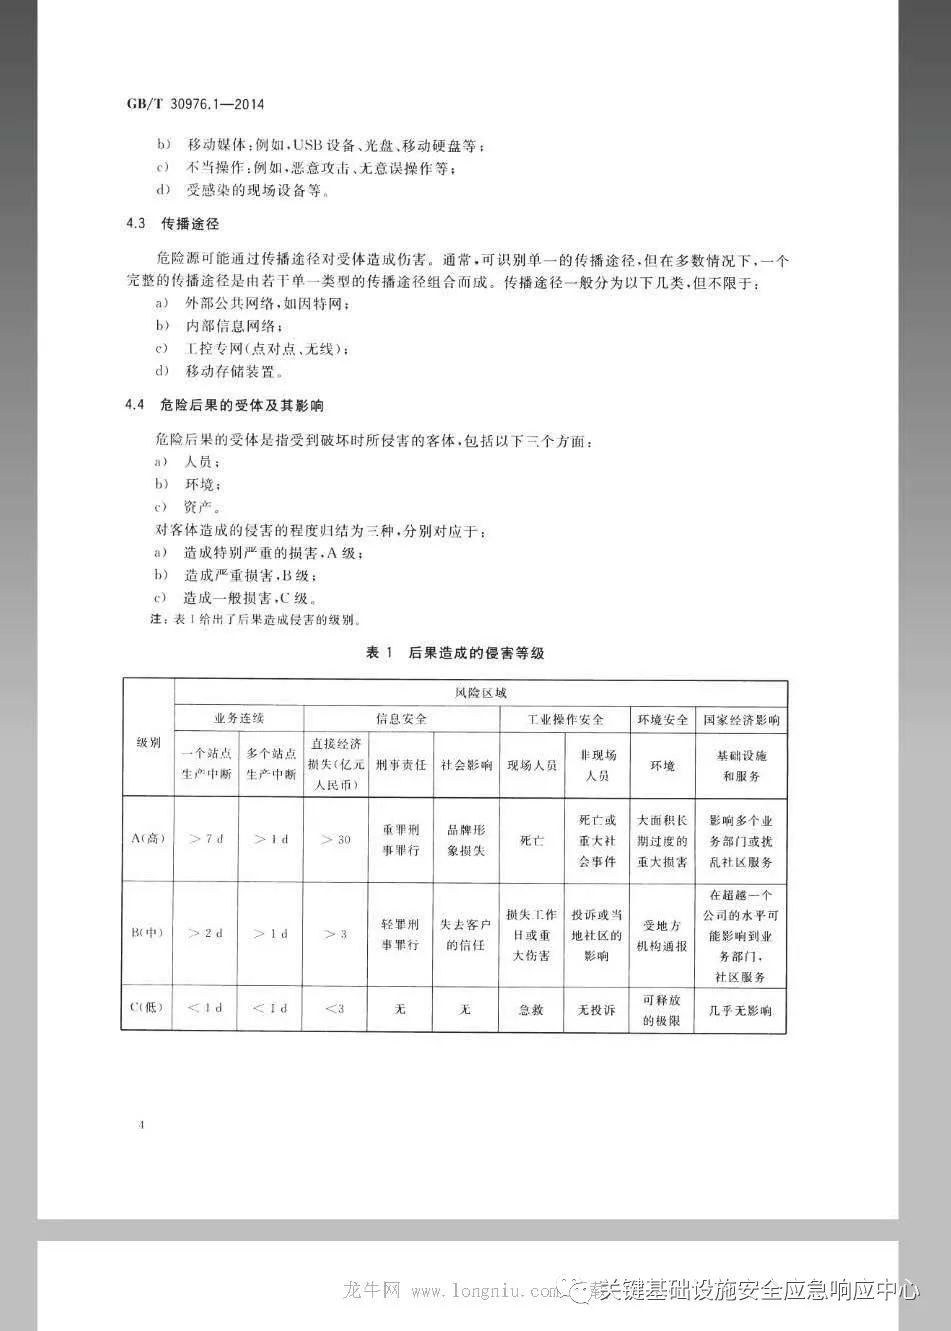 GB/T 30976.1—2014
b) 移动媒体:例如,USB 设备、光盘、移动硬盘等;
c) 不当操作:例如,恶意攻击、无意误操作等;
d) 受感染的现场设备等。
4.3 传播途径
危险源可能通过传播途径对受体造成伤害。通常,可识别单一的传播途径,但在多数情况下,一个
完整的传播途径是由若干单一类型的传播途径组合而成。传播途径一般分为以下几类,但不限于:
a) 外部公共网络,如因特网;
b) 内部信息网络;
c) 工控专网(点对点、无线);
d) 移动存储装置。
4.4 危险后果的受体及其影响
危险后果的受体是指受到破坏时所侵害的客体,包括以下三个方面:
a) 人员;
b) 环境;
c) 资产。
对客体造成的侵害的程度归结为三种,分别对应于:
a) 造成特别严重的损害,A 级;
b) 造成严重损害,B 级;
c) 造成一般损害,C 级。
注:表 1 给出了后果造成侵害的级别。
表 1 后果造成的侵害等级
级别
风险区域
业务连续 信息安全 工业操作安全 环境安全 国家经济影响
一个站点
生产中断
多个站点
生产中断
直接经济
损失(亿元
人民币)
刑事责任
社会影响
现场人员
非现场
人员
环境
基础设施
和服务
A(高)
>7 d
>1 d
>30
重罪刑
事罪行
品牌形
象损失
死亡
死亡或
重大社
会事件
大面积长
期过度的
重大损害
影响多个业
务部门或扰
乱社区服务
B(中)
>2 d
>1 d
>3
轻罪刑
事罪行
失去客户
的信任
损失工作
日或重
大伤害
投诉或当
地社区的
影响
受地方
机构通报
在超越一个
公司的水平可
能影响到业
务部门,
社区服务
C(低)
<1 d
<1 d
<3
无
无
急救
无投诉
可释放
的极限
几乎无影响
4
龙牛网 www.longniu.com
关键基础设施安全应急响应中心